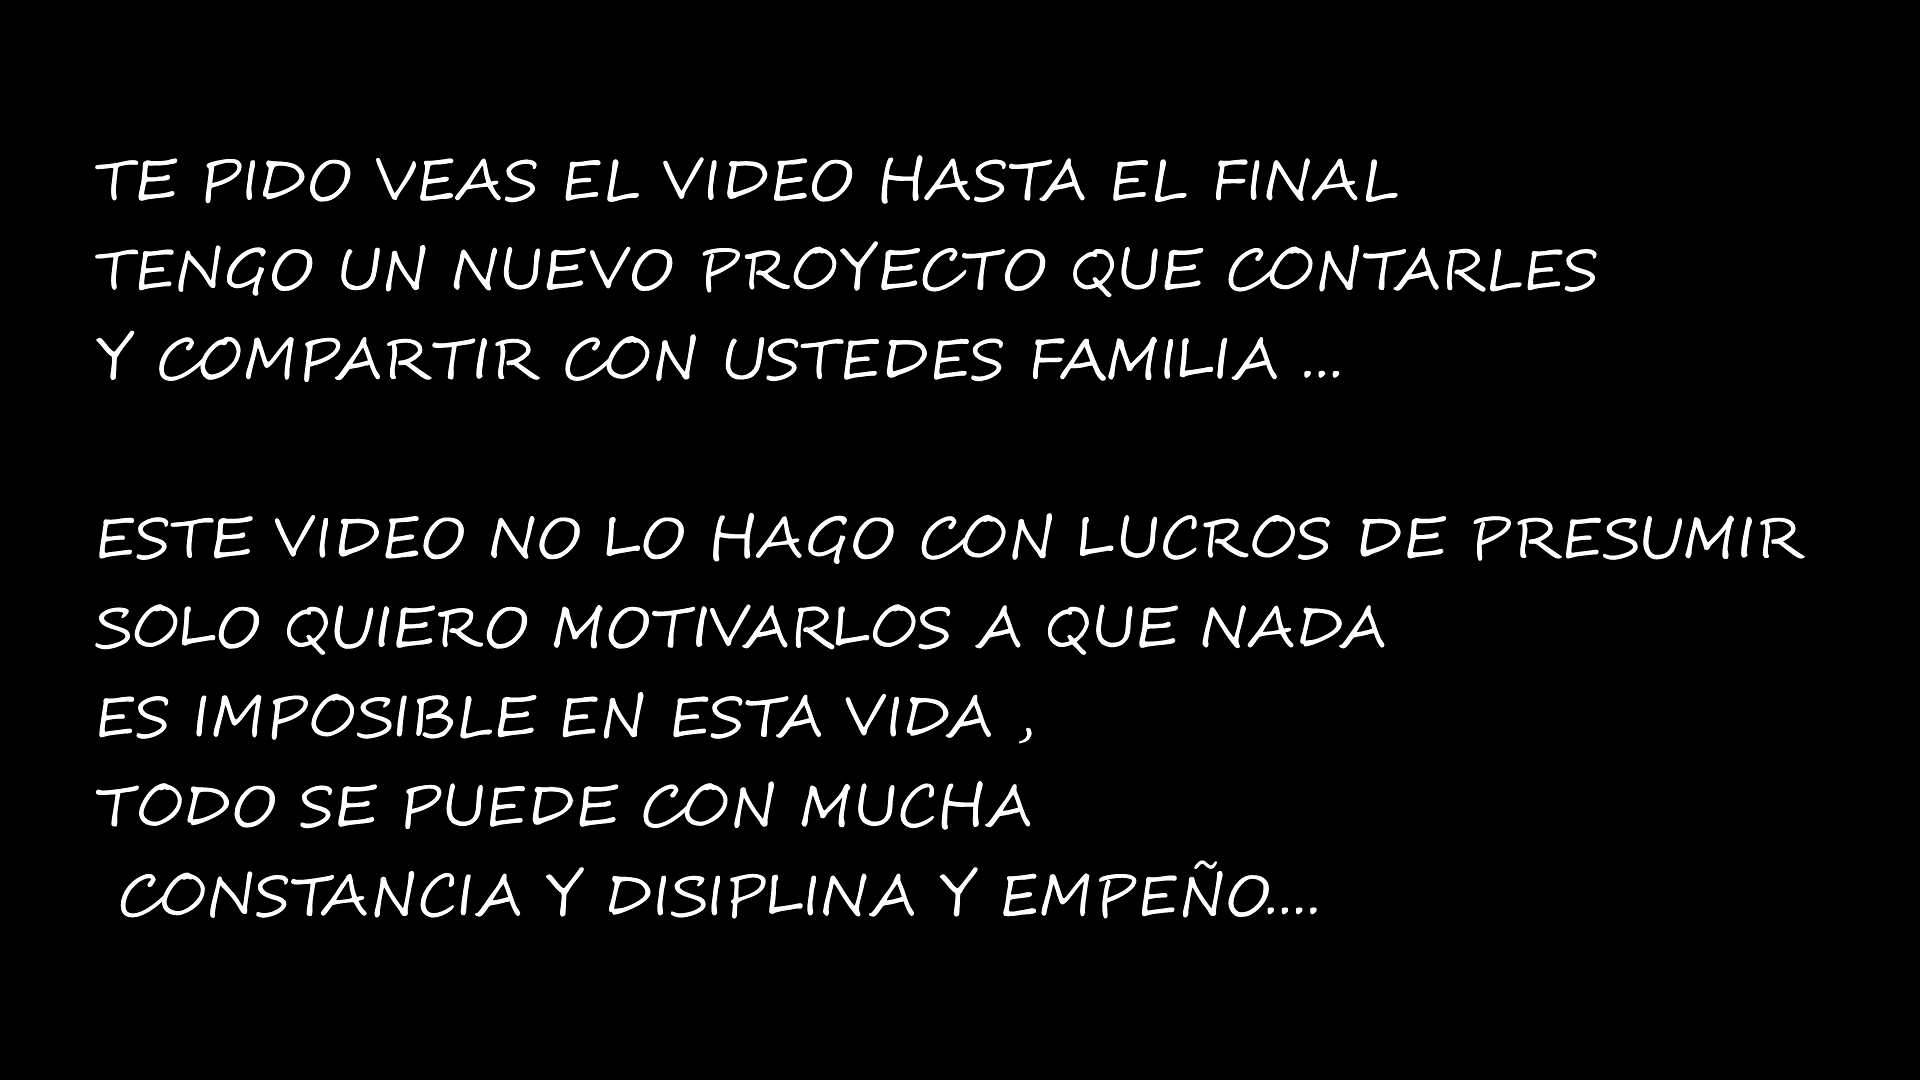 TE PIDO VEAS EL VIDEO HASTA EL FINAL
TENGO UN NUEVO PROYECTO QUE CONTARLES
Y COMPARTIR CON USTEDES FAMILIA ...
ESTE VIDEO NO LO HAGO CON LUCROS DE PRESUMIR
SOLO QUIERO MOTIVARLOS A QUE NADA
ES IMPOSIBLE EN ESTA VIDA ,
TODO SE PUEDE CON MUCHA
CONSTANCIA Y DISIPLINA Y EMPEÑO....